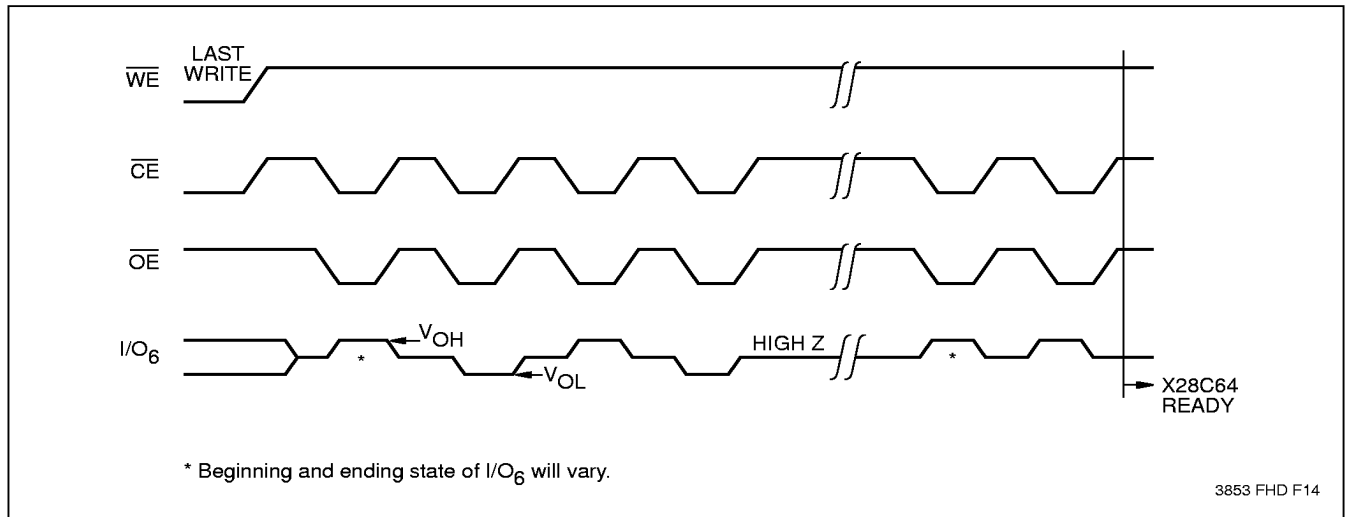 LAST
WRITE
WE
CE
OE
I/O6
VOH
*
VOL
HIGH Z
*
X28C64
READY
* Beginning and ending state of I/O6 will vary.
3853 FHD F14